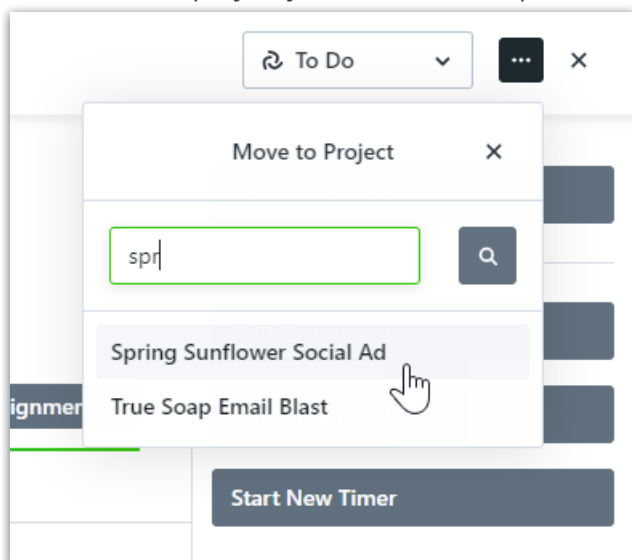 To Do
Move to Project
spr
Spring Sunflower Social Ad
True Soap Email Blast
Start New Timer